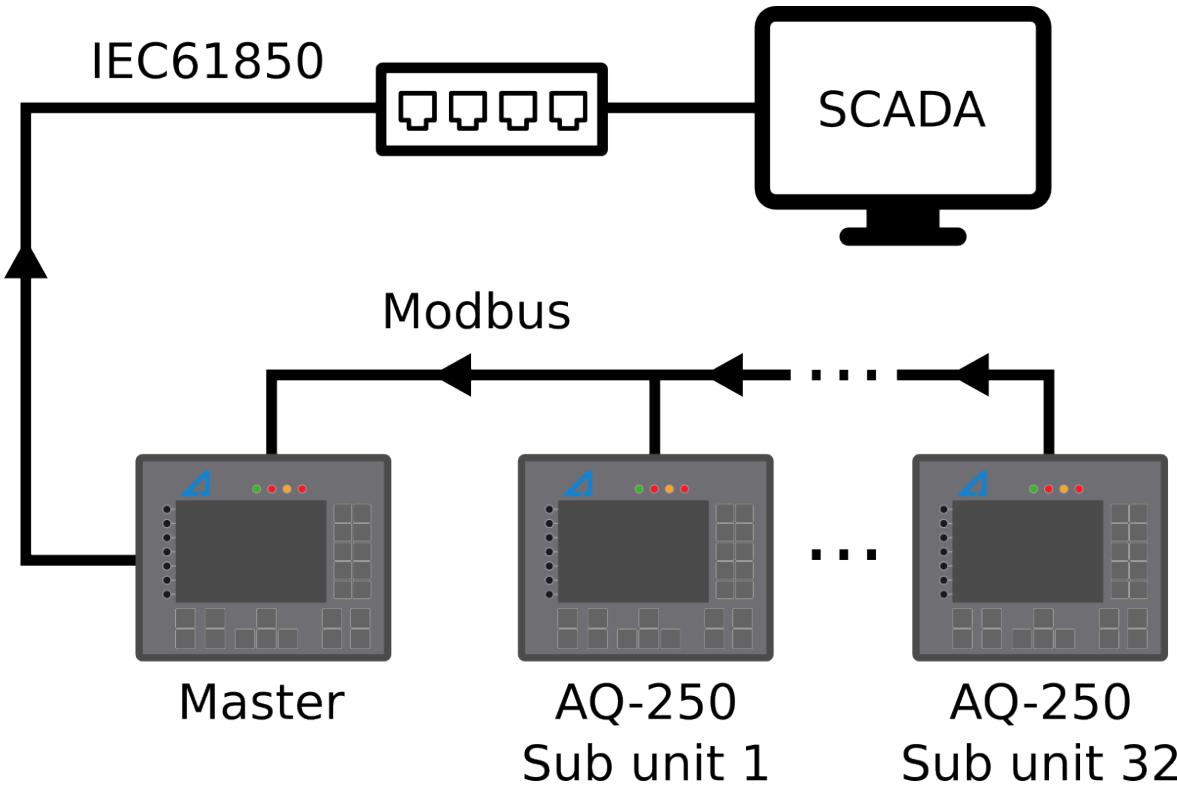 IEC61850
SCADA
Modbus
...
...
Master
AQ-250
Sub unit 1
AQ-250
Sub unit 32